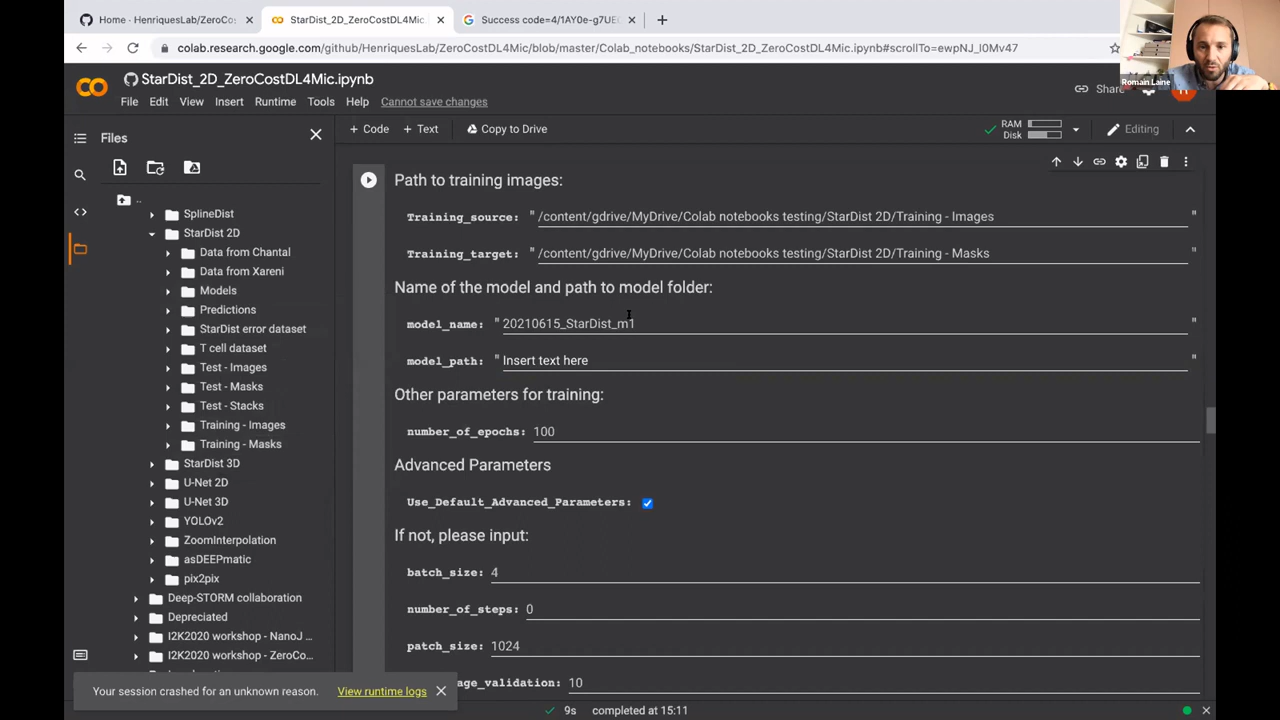 Home - HenriquesLab/ZeroCos
StarDist_2D_ZeroCostDL4Mic.i
Success code=4/1AY0e-g7UE
colab.research.google.com/github/HenriquesLab/ZeroCostDL4Mic/blob/master/Colab_notebooks/StarDist_2D_ZeroCostDL4Mic.ipynb#scrollTo=ewpNJ_I0Mv47
Romain Laine
StarDist_2D_ZeroCostDL4Mic.ipynb
File Edit View Insert Runtime Tools Help Cannot save changes
Share
Files
+ Code + Text Copy to Drive
RAM
Disk
Editing
..
SplineDist
StarDist 2D
Data from Chantal
Data from Xareni
Models
Predictions
StarDist error dataset
T cell dataset
Test - Images
Test - Masks
Test - Stacks
Training - Images
Training - Masks
StarDist 3D
U-Net 2D
U-Net 3D
YOLOv2
ZoomInterpolation
asDEEPmatic
pix2pix
Deep-STORM collaboration
Depreciated
I2K2020 workshop - NanoJ ...
I2K2020 workshop - ZeroCo...
Path to training images:
Training_source: "/content/gdrive/MyDrive/Colab notebooks testing/StarDist 2D/Training - Images "
Training_target: "/content/gdrive/MyDrive/Colab notebooks testing/StarDist 2D/Training - Masks "
Name of the model and path to model folder:
model_name: "20210615_StarDist_m1 "
model_path: "Insert text here "
Other parameters for training:
number_of_epochs: 100
Advanced Parameters
Use_Default_Advanced_Parameters:
If not, please input:
batch_size: 4
number_of_steps: 0
patch_size: 1024
age_validation: 10
Your session crashed for an unknown reason. View runtime logs
9s completed at 15:11